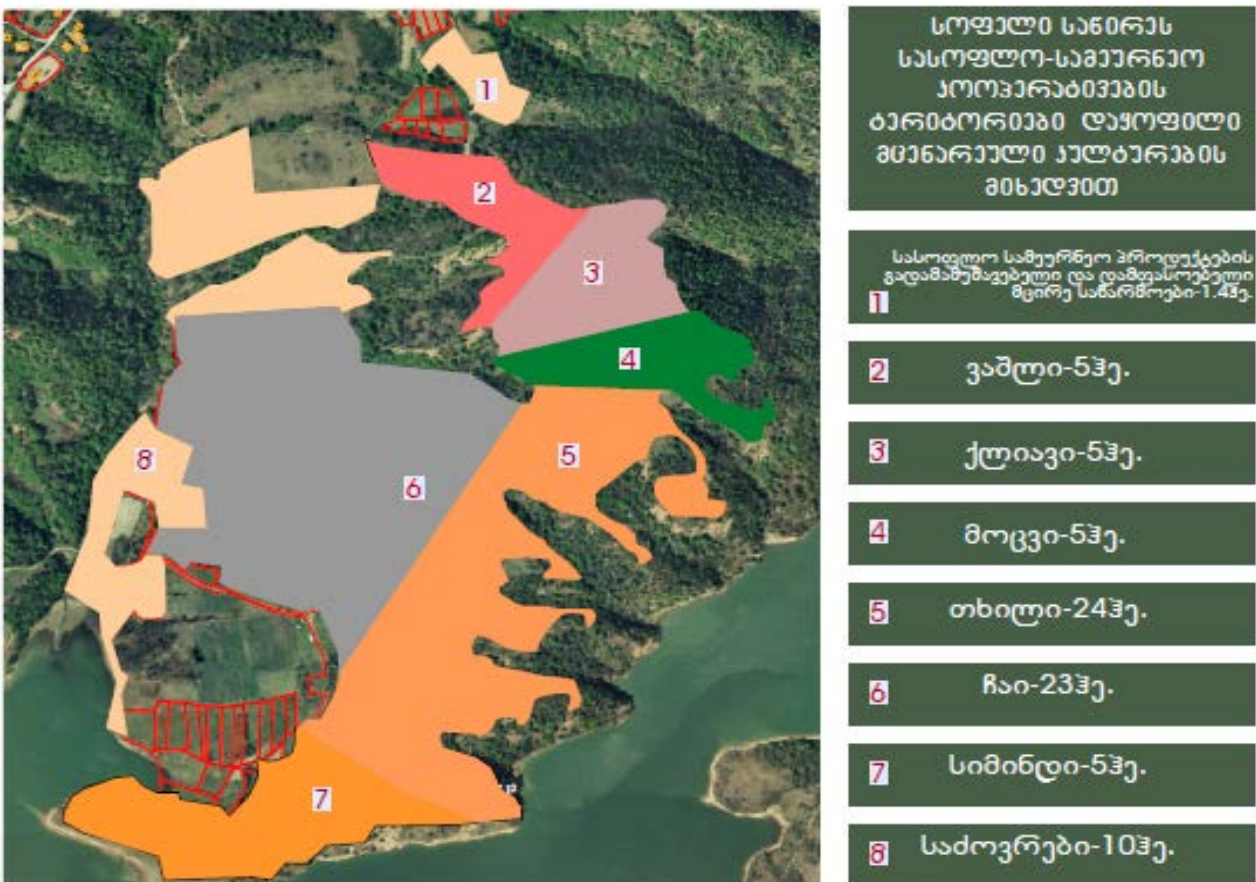 სოფელი საწირეს
სასოფლო-სამეურნეო
კოოპერატივების
ტერიტორიები დაყოფილი
მცენარეული კულტურების
მიხედვით
სასოფლო სამეურნეო პროდუქტების
გადამამუშავებელი და დამფასოებელი
1 მცირე საწარმოები-1.4ჰე.
2 ვაშლი-5ჰე.
3 ქლიავი-5ჰე.
4 მოცვი-5ჰე.
5 თხილი-24ჰე.
6 ჩაი-23ჰე.
7 სიმინდი-5ჰე.
8 საძოვრები-10ჰე.
1
2
3
4
5
8
6
7